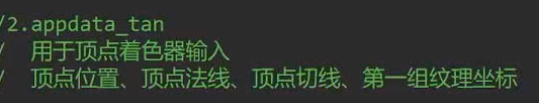 /2.appdata_tan
/ 用于顶点着色器输入
/ 顶点位置、顶点法线、顶点切线、第一组纹理坐标